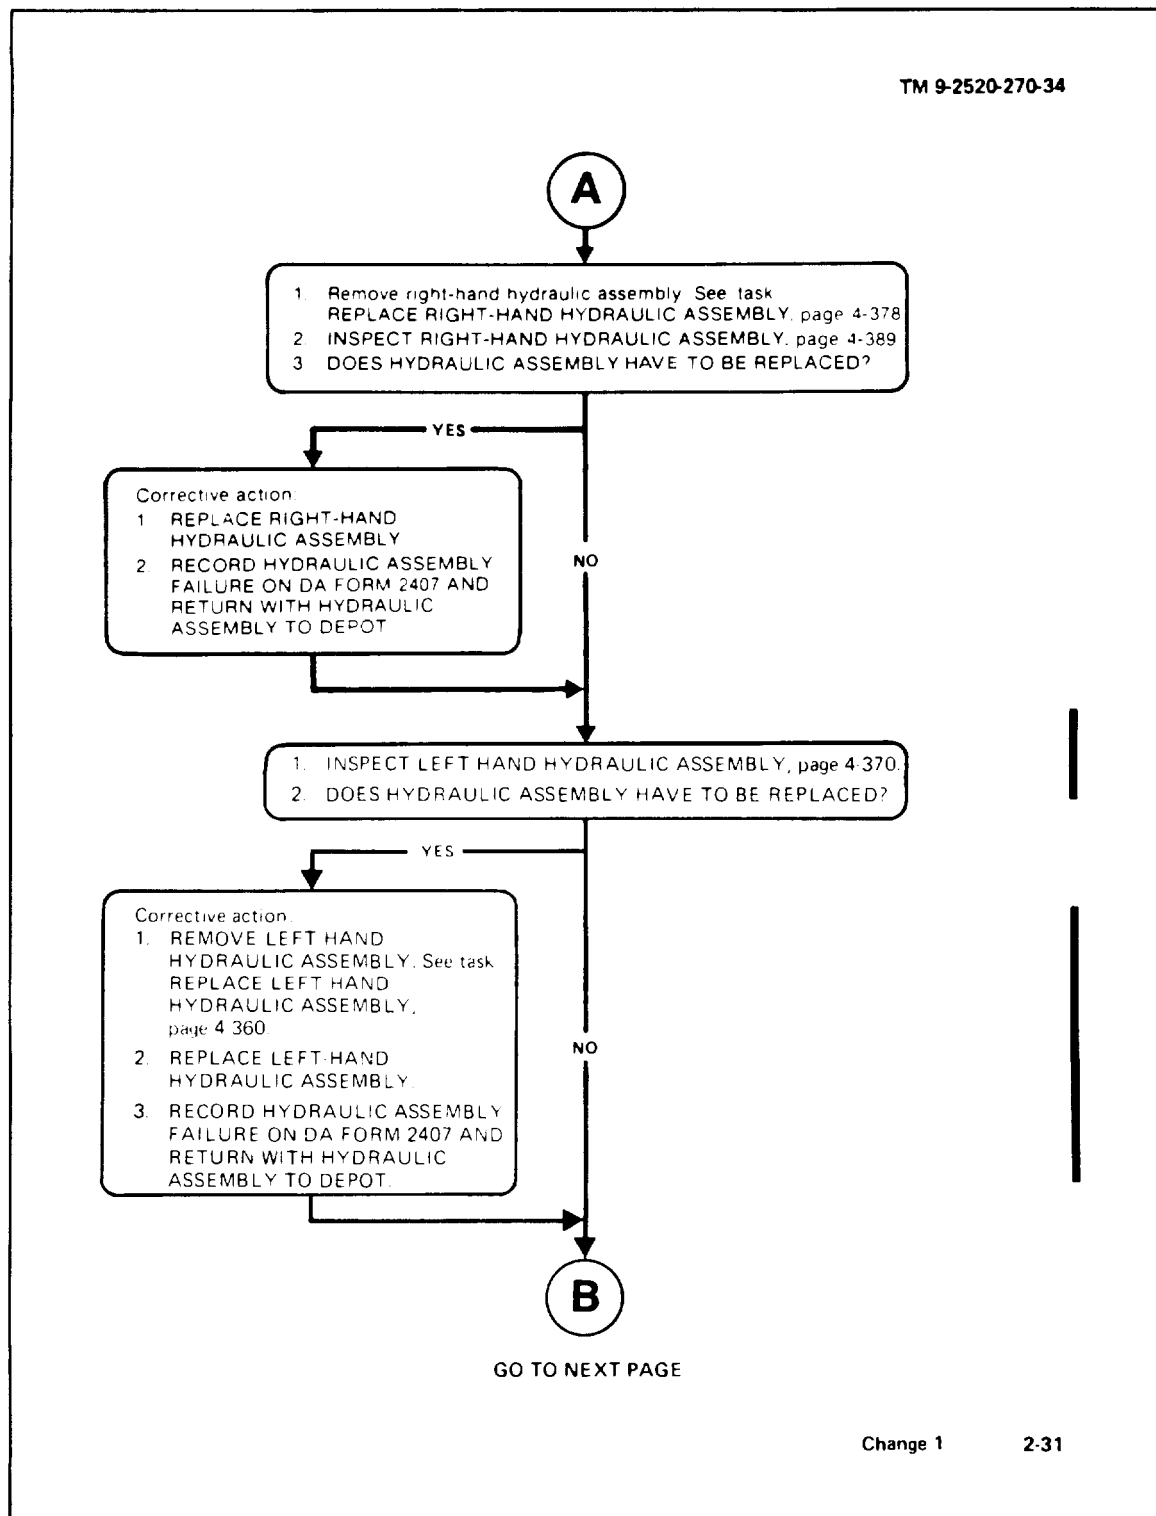 TM 9-2520-270-34
A
1. Remove right-hand hydraulic assembly See task
REPLACE RIGHT-HAND HYDRAULIC ASSEMBLY, page 4-378
2. INSPECT RIGHT-HAND HYDRAULIC ASSEMBLY. page 4-389
3 DOES HYDRAULIC ASSEMBLY HAVE TO BE REPLACED?
YES
Corrective action:
1 REPLACE RIGHT-HAND
HYDRAULIC ASSEMBLY
2. RECORD HYDRAULIC ASSEMBLY
FAILURE ON DA FORM 2407 AND
RETURN WITH HYDRAULIC
ASSEMBLY TO DEPOT
NO
1. INSPECT LEFT HAND HYDRAULIC ASSEMBLY, page 4-370.
2. DOES HYDRAULIC ASSEMBLY HAVE TO BE REPLACED?
YES
Corrective action.
1. REMOVE LEFT HAND
HYDRAULIC ASSEMBLY. See task
REPLACE LEFT HAND
HYDRAULIC ASSEMBLY,
page 4 360.
2. REPLACE LEFT-HAND
HYDRAULIC ASSEMBLY.
3. RECORD HYDRAULIC ASSEMBLY
FAILURE ON DA FORM 2407 AND
RETURN WITH HYDRAULIC
ASSEMBLY TO DEPOT.
NO
B
GO TO NEXT PAGE
Change 1 2-31